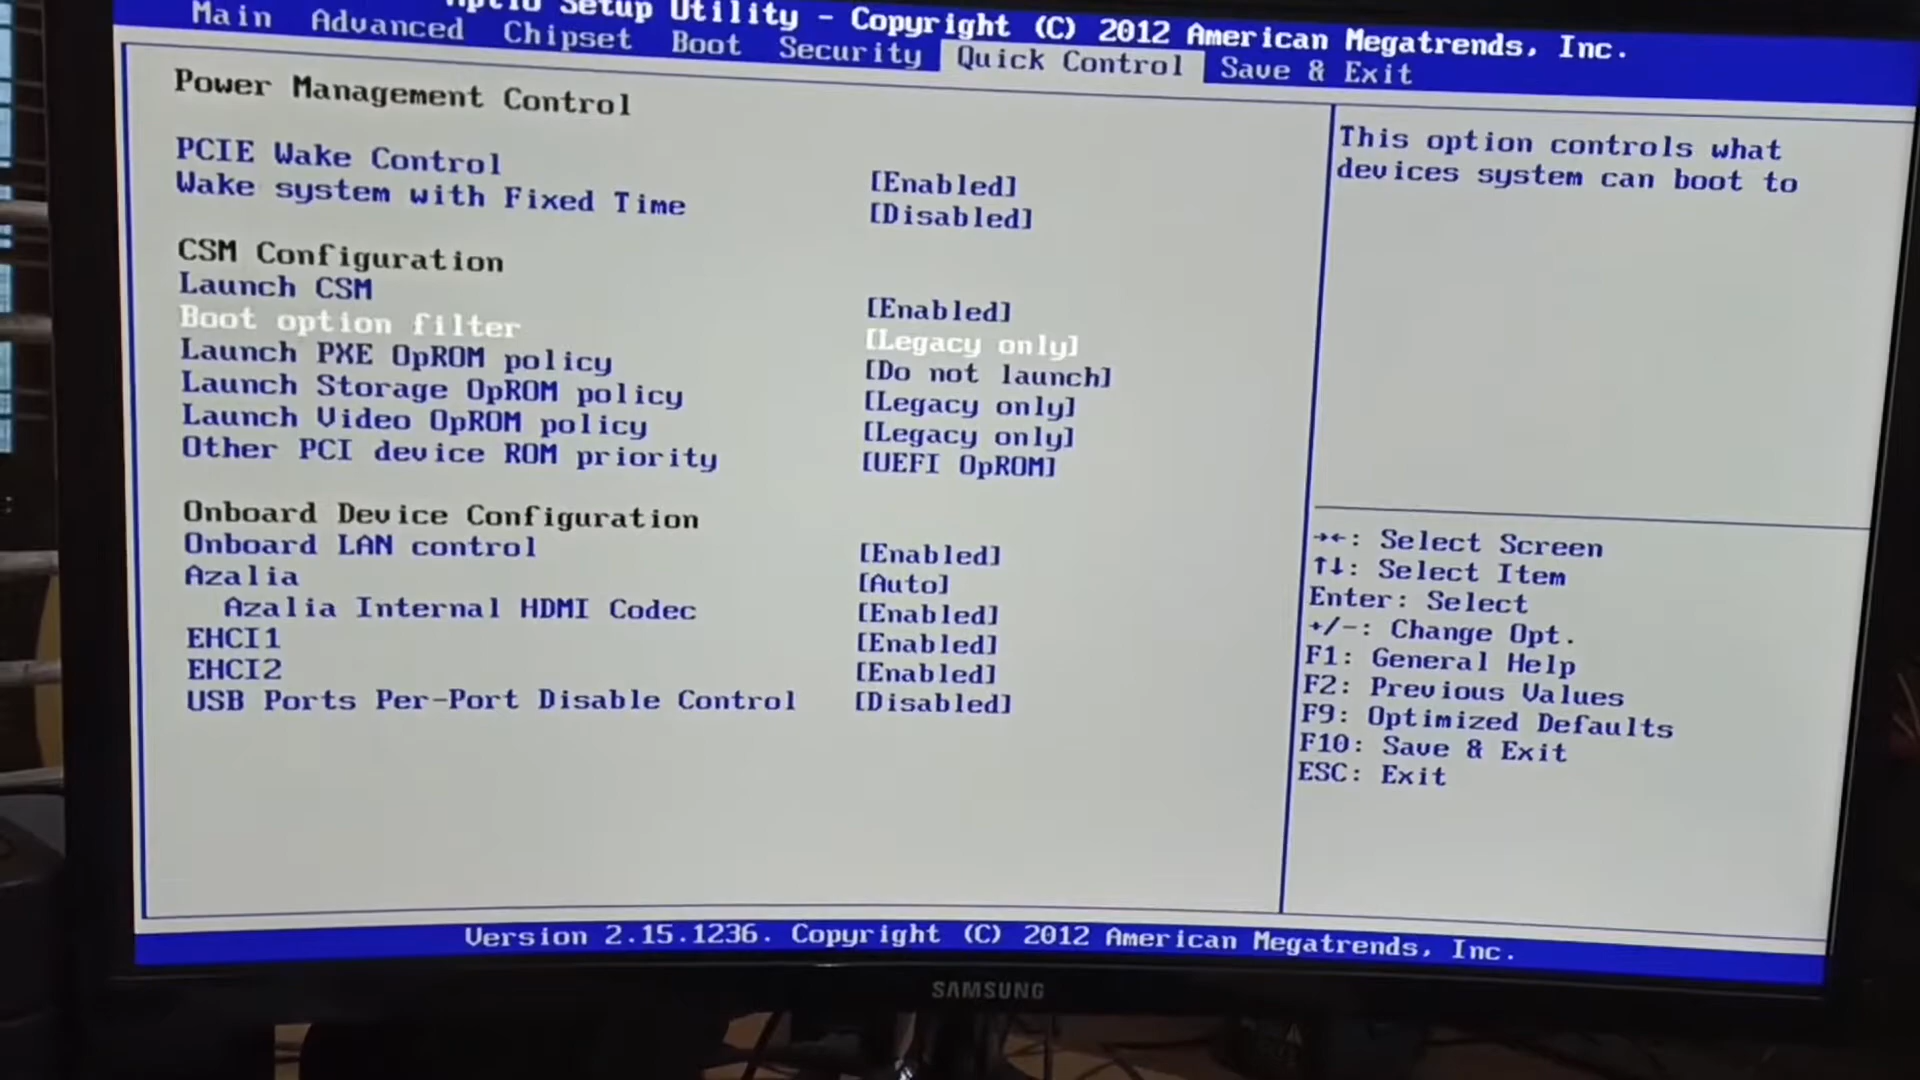 Aptio Setup Utility - Copyright (C) 2012 American Megatrends, Inc.
Main Advanced Chipset Boot Security Quick Control Save & Exit
Power Management Control
PCIE Wake Control [Enabled]
Wake system with Fixed Time [Disabled]
CSM Configuration
Launch CSM [Enabled]
Boot option filter [Legacy only]
Launch PXE OpROM policy [Do not launch]
Launch Storage OpROM policy [Legacy only]
Launch Video OpROM policy [Legacy only]
Other PCI device ROM priority [UEFI OpROM]
Onboard Device Configuration
Onboard LAN control [Enabled]
Azalia [Auto]
Azalia Internal HDMI Codec [Enabled]
EHCI1 [Enabled]
EHCI2 [Enabled]
USB Ports Per-Port Disable Control [Disabled]
This option controls what
devices system can boot to
→←: Select Screen
↑↓: Select Item
Enter: Select
+/-: Change Opt.
F1: General Help
F2: Previous Values
F9: Optimized Defaults
F10: Save & Exit
ESC: Exit
Version 2.15.1236. Copyright (C) 2012 American Megatrends, Inc.
SAMSUNG